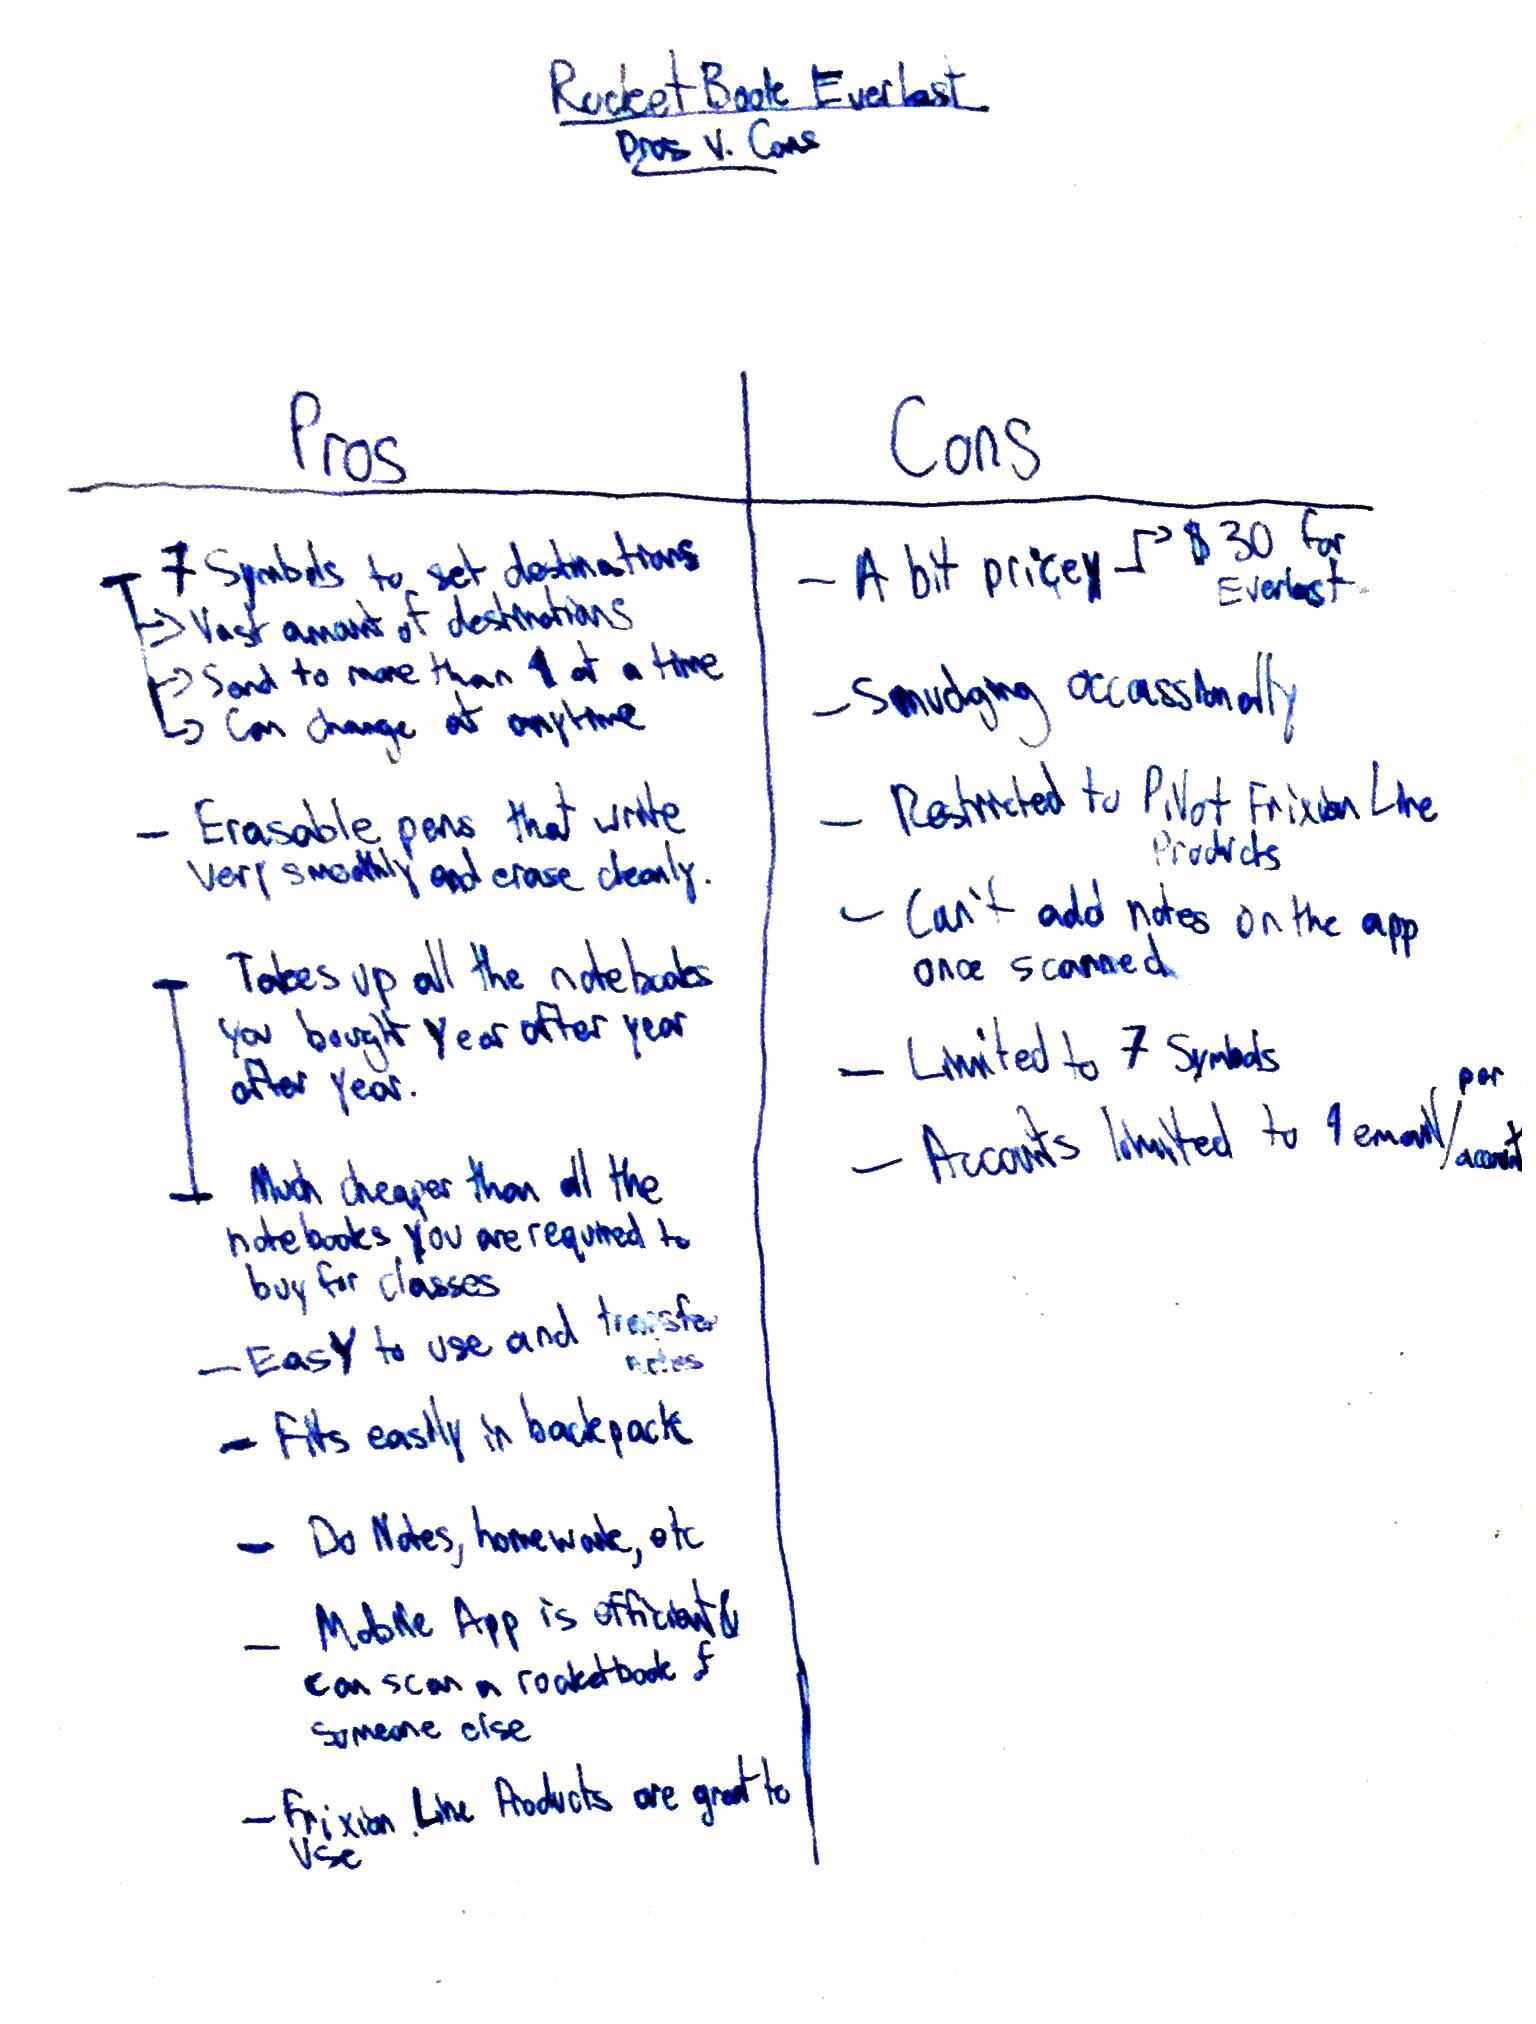 Rocket Book Everlast
Pros v. Cons
Pros
- 7 Symbols to set destinations
-> Vast amount of destinations
-> Send to more than 1 at a time
-> Can change at anytime
- Erasable pens that write
very smoothly and erase cleanly.
- Takes up all the notebooks
you bought year after year
after year.
- Much cheaper than all the
notebooks you are required to
buy for classes
- Easy to use and transfer
notes
- Fits easily in backpack
- Do Notes, homework, etc
- Mobile App is efficient &
can scan a rocketbook f
someone else
- Frixion Line Products are great to
use
Cons
- A bit pricey -> $30 for
Everlast
- Smudging occassionally
- Restricted to Pilot Frixion Line
Products
- Can't add notes on the app
once scanned
- Limited to 7 Symbols
- Accounts limited to 1 email/per
account